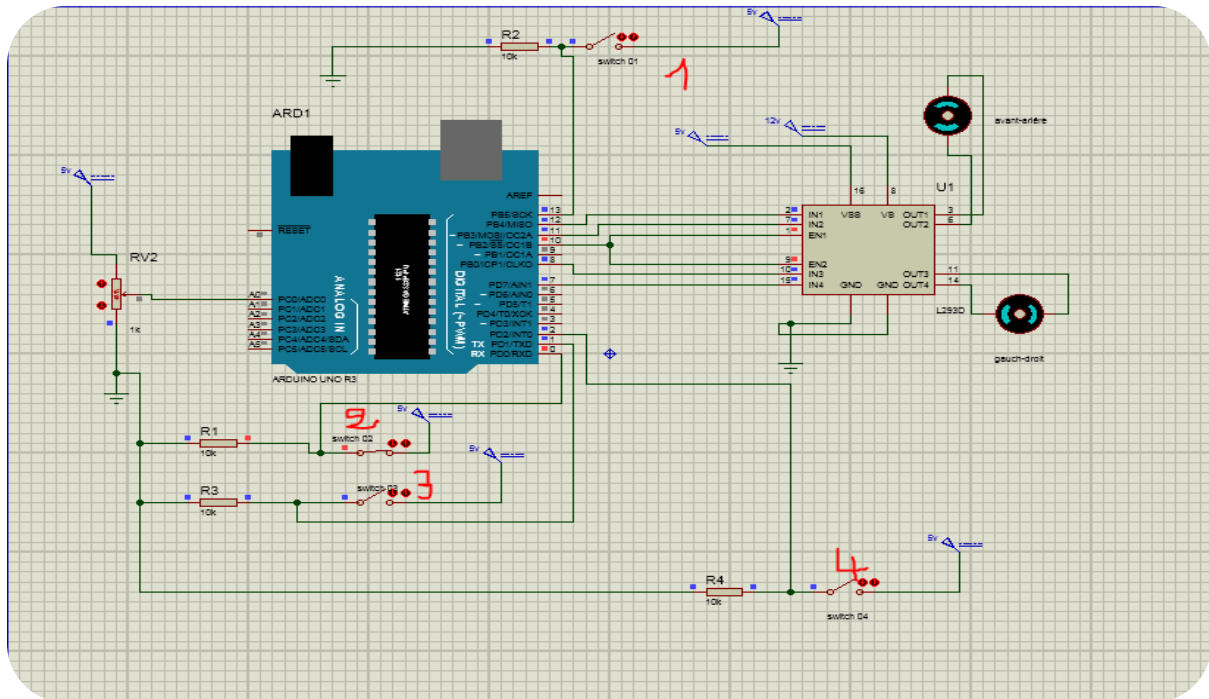 5v
R2
10k
switch 01
1
ARD1
avant-arière
12v
5v
5v
U1
AREF
16
8
RESET
PB5/SCK 13
PB4/MISO 12
~PB3/MOSI/OC2A 11
~PB2/SS/OC1B 10
~PB1/OC1A 9
PB0/ICP1/CLKO 8
PD7/AIN1 7
~PD6/AIN0 6
~PD5/T1 5
PD4/T0/XCK 4
~PD3/INT1 3
PD2/INT0 2
TX PD1/TXD 1
RX PD0/RXD 0
2 IN1
7 IN2
1 EN1
9 EN2
10 IN3
15 IN4
VSS
VS
OUT1 3
OUT2 6
OUT3 11
OUT4 14
GND
GND
L293D
RV2
1k
ANALOG IN
DIGITAL (~PWM)
A0 PC0/ADC0
A1 PC1/ADC1
A2 PC2/ADC2
A3 PC3/ADC3
A4 PC4/ADC4/SDA
A5 PC5/ADC5/SCL
ARDUINO UNO R3
gauch-droit
2
5v
R1
10k
switch 02
5v
R3
10k
switch 03
3
5v
4
R4
10k
switch 04